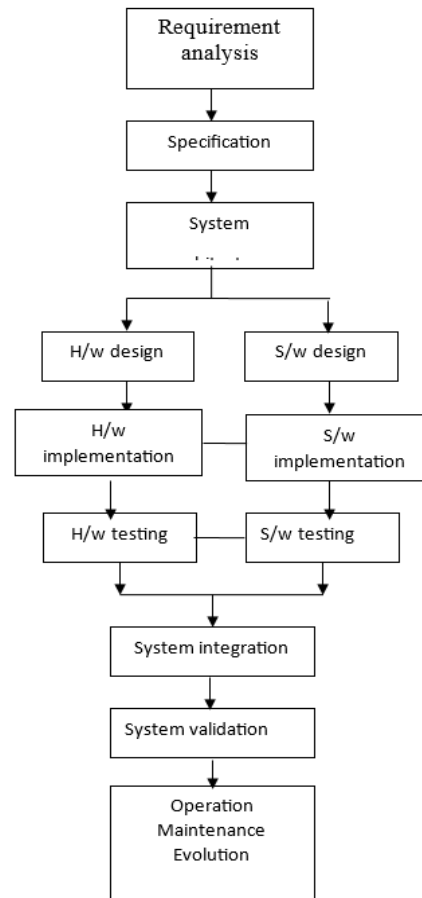 Requirement
analysis
Specification
System
H/w design
S/w design
H/w
implementation
S/w
implementation
H/w testing
S/w testing
System integration
System validation
Operation
Maintenance
Evolution